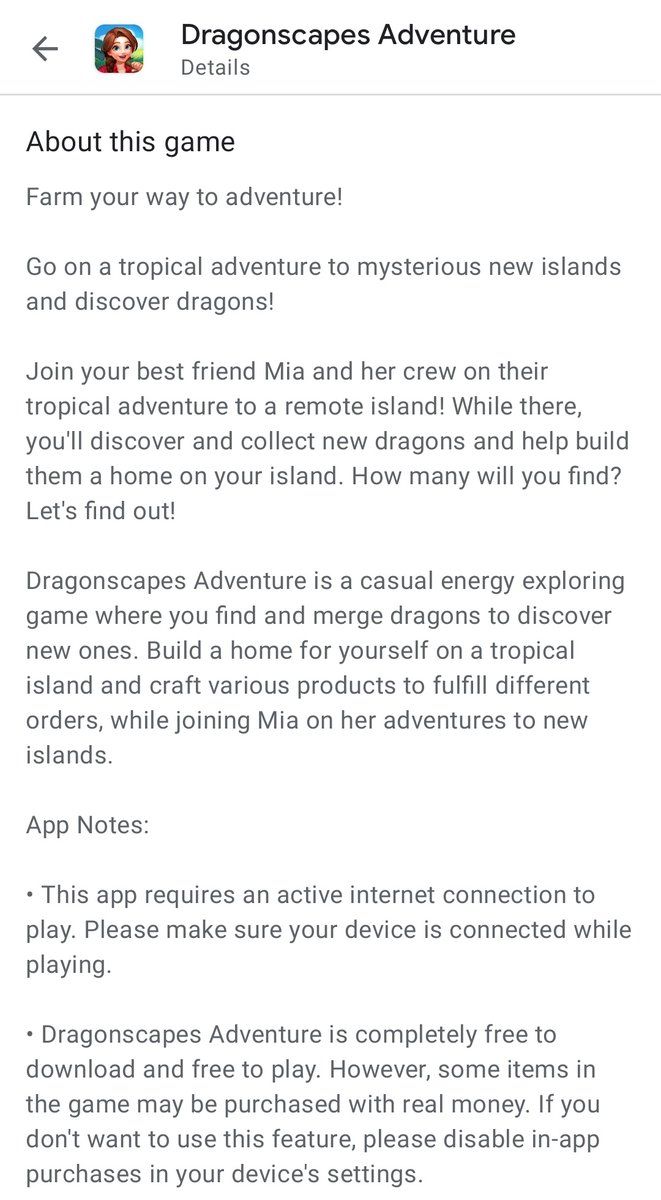 Dragonscapes Adventure
Details
About this game
Farm your way to adventure!
Go on a tropical adventure to mysterious new islands
and discover dragons!
Join your best friend Mia and her crew on their
tropical adventure to a remote island! While there,
you'll discover and collect new dragons and help build
them a home on your island. How many will you find?
Let's find out!
Dragonscapes Adventure is a casual energy exploring
game where you find and merge dragons to discover
new ones. Build a home for yourself on a tropical
island and craft various products to fulfill different
orders, while joining Mia on her adventures to new
islands.
App Notes:
• This app requires an active internet connection to
play. Please make sure your device is connected while
playing.
• Dragonscapes Adventure is completely free to
download and free to play. However, some items in
the game may be purchased with real money. If you
don't want to use this feature, please disable in-app
purchases in your device's settings.